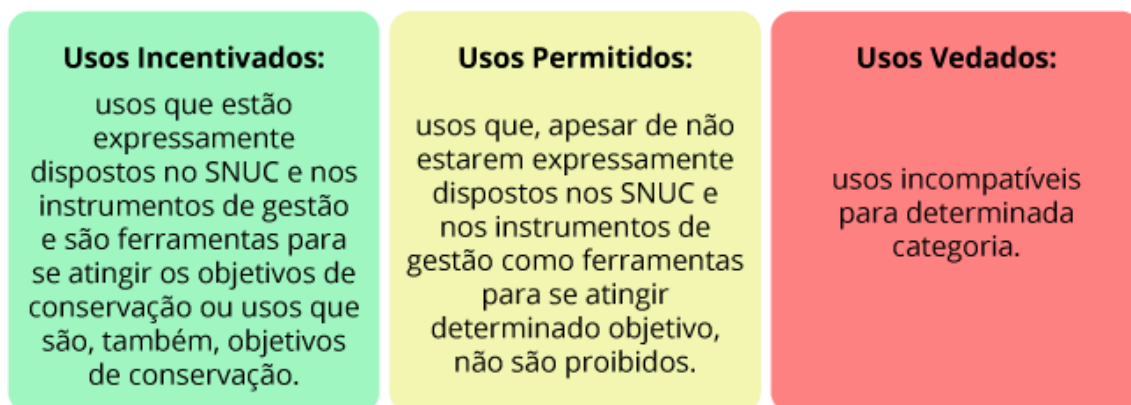 Usos Incentivados:
usos que estão
expressamente
dispostos no SNUC e nos
instrumentos de gestão
e são ferramentas para
se atingir os objetivos de
conservação ou usos que
são, também, objetivos
de conservação.
Usos Permitidos:
usos que, apesar de não
estarem expressamente
dispostos nos SNUC e
nos instrumentos de
gestão como ferramentas
para se atingir
determinado objetivo,
não são proibidos.
Usos Vedados:
usos incompatíveis
para determinada
categoria.